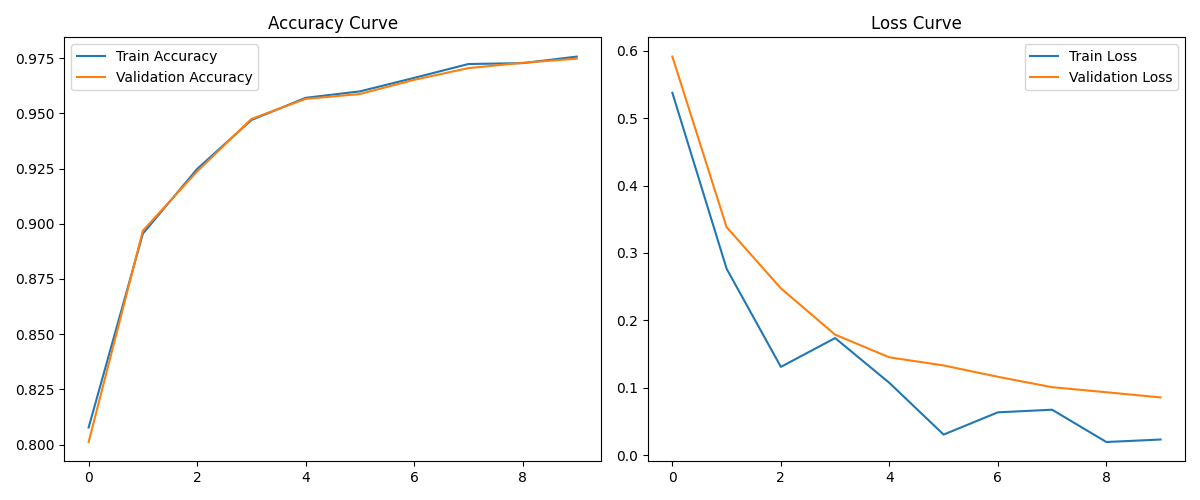 Accuracy Curve
Train Accuracy
Validation Accuracy
0.975
0.950
0.925
0.900
0.875
0.850
0.825
0.800
0 2 4 6 8
Loss Curve
Train Loss
Validation Loss
0.6
0.5
0.4
0.3
0.2
0.1
0.0
0 2 4 6 8